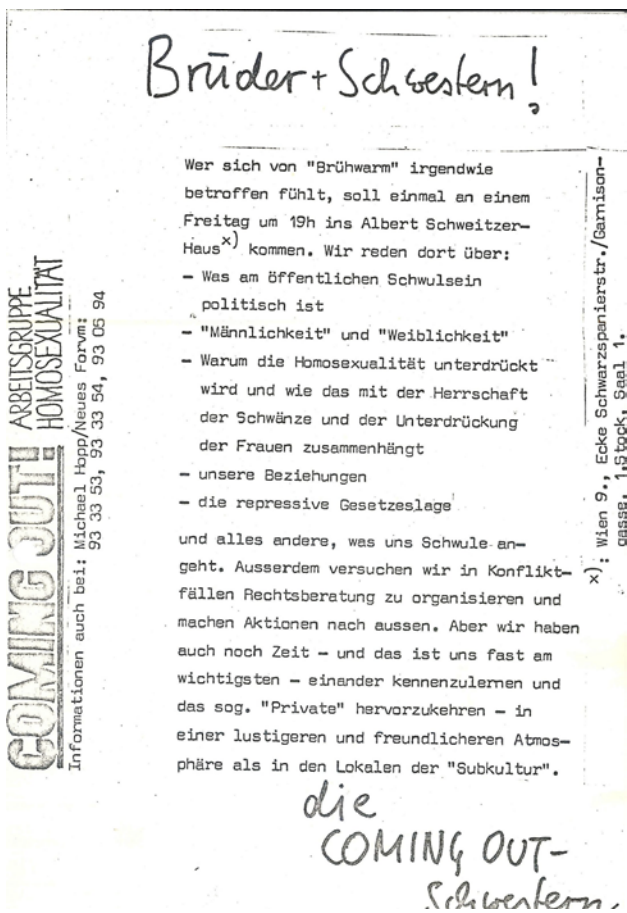 Brüder + Schwestern!
Wer sich von "Brühwarm" irgendwie
betroffen fühlt, soll einmal an einem
Freitag um 19h ins Albert Schweitzer-
Haus x) kommen. Wir reden dort über:
- Was am öffentlichen Schwulsein
politisch ist
- "Männlichkeit" und "Weiblichkeit"
- Warum die Homosexualität unterdrückt
wird und wie das mit der Herrschaft
der Schwänze und der Unterdrückung
der Frauen zusammenhängt
- unsere Beziehungen
- die repressive Gesetzeslage
und alles andere, was uns Schwule an-
geht. Ausserdem versuchen wir in Konflikt-
fällen Rechtsberatung zu organisieren und
machen Aktionen nach aussen. Aber wir haben
auch noch Zeit - und das ist uns fast am
wichtigsten - einander kennenzulernen und
das sog. "Private" hervorzukehren - in
einer lustigeren und freundlicheren Atmos-
phäre als in den Lokalen der "Subkultur".
die
COMING OUT-
Schwestern
COMING OUT! ARBEITSGRUPPE
HOMOSEXUALITÄT
Informationen auch bei: Michael Hopp/Neues Forvm:
93 33 53, 93 33 54, 93 05 94
x): Wien 9., Ecke Schwarzspanierstr./Garnison-
gasse, 1.Stock, Saal 1.